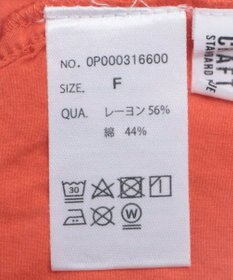 NO. 0P000316600
SIZE. F
QUA. レーヨン 56%
綿 44%
30
W
CRAFT
STANDARD